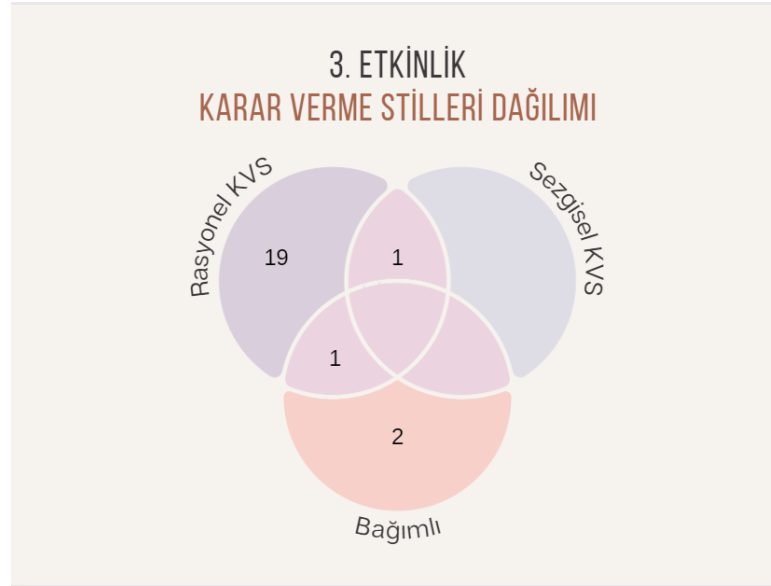 3. ETKİNLİK
KARAR VERME STİLLERİ DAĞILIMI
Rasyonel KVS
Sezgisel KVS
19
1
1
2
Bağımlı